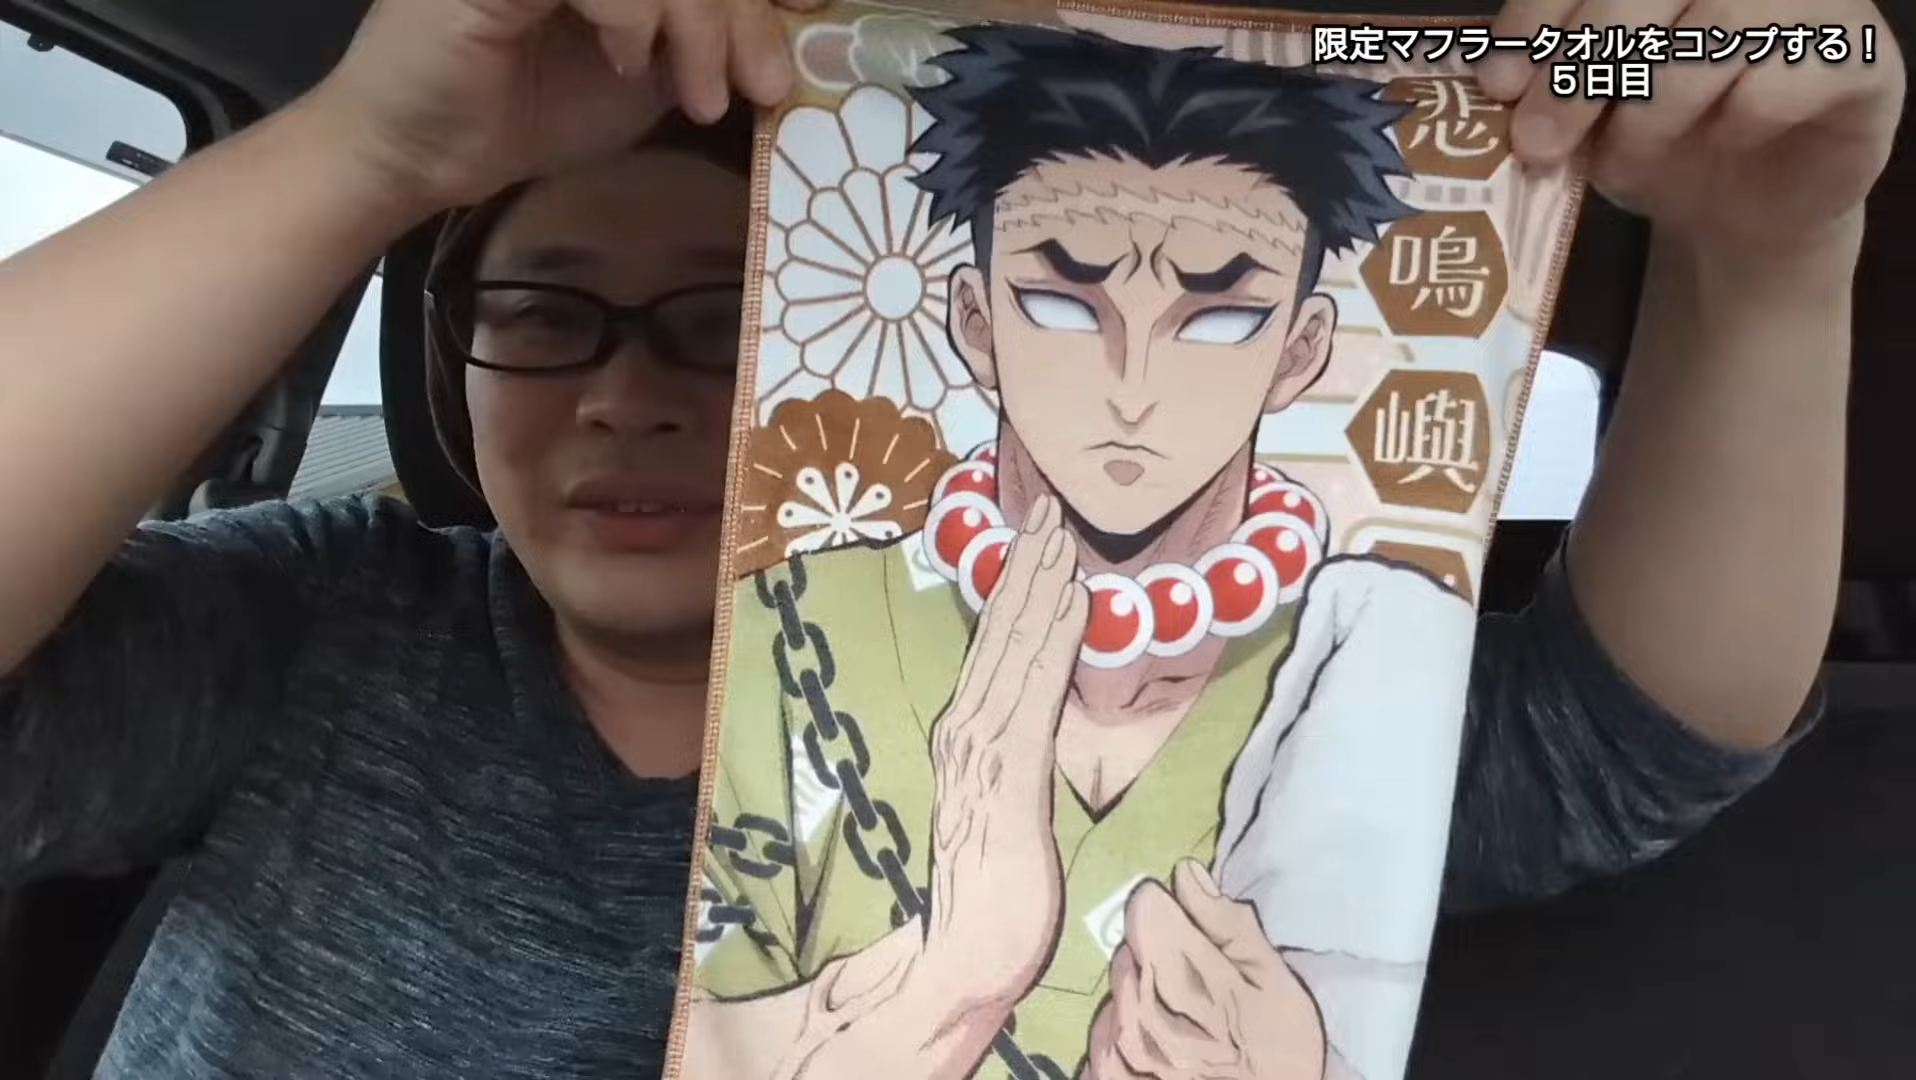 限定マフラータオルをコンプする！
５日目
悲
鳴
嶼